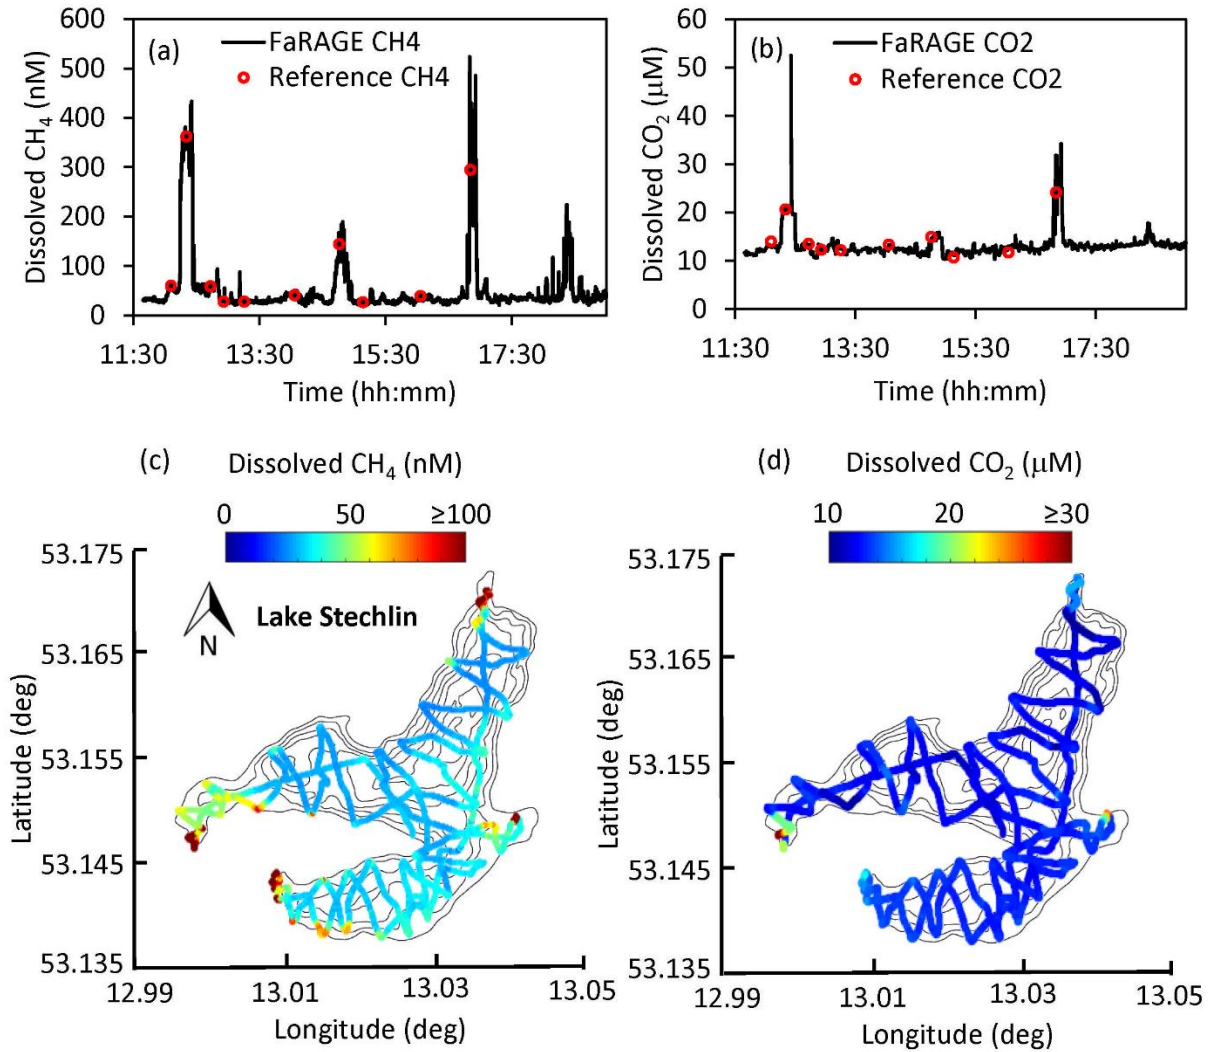 (a)
FaRAGE CH4
Reference CH4
Dissolved CH₄ (nM)
600
500
400
300
200
100
0
11:30 13:30 15:30 17:30
Time (hh:mm)
(b)
FaRAGE CO2
Reference CO2
Dissolved CO₂ (μM)
60
50
40
30
20
10
0
11:30 13:30 15:30 17:30
Time (hh:mm)
(c) Dissolved CH₄ (nM)
0 50 ≥100
N
Lake Stechlin
Latitude (deg)
53.175
53.165
53.155
53.145
53.135
12.99 13.01 13.03 13.05
Longitude (deg)
(d) Dissolved CO₂ (μM)
10 20 ≥30
Latitude (deg)
53.175
53.165
53.155
53.145
53.135
12.99 13.01 13.03 13.05
Longitude (deg)